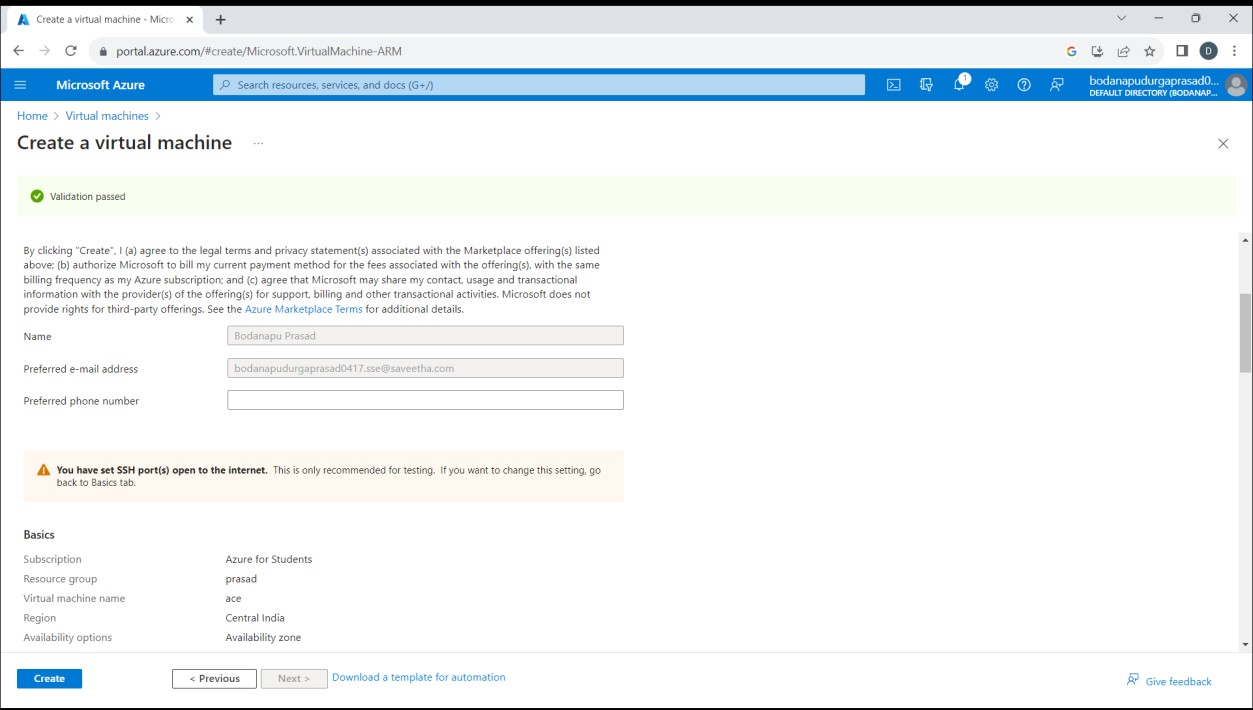 Create a virtual machine - Micro
portal.azure.com/#create/Microsoft.VirtualMachine-ARM
D
Microsoft Azure
Search resources, services, and docs (G+/)
1
bodanapudurgaprasad0...
DEFAULT DIRECTORY (BODANAP...
Home > Virtual machines >
Create a virtual machine ...
Validation passed
By clicking "Create", I (a) agree to the legal terms and privacy statement(s) associated with the Marketplace offering(s) listed
above; (b) authorize Microsoft to bill my current payment method for the fees associated with the offering(s), with the same
billing frequency as my Azure subscription; and (c) agree that Microsoft may share my contact, usage and transactional
information with the provider(s) of the offering(s) for support, billing and other transactional activities. Microsoft does not
provide rights for third-party offerings. See the Azure Marketplace Terms for additional details.
Name Bodanapu Prasad
Preferred e-mail address bodanapudurgaprasad0417.sse@saveetha.com
Preferred phone number
You have set SSH port(s) open to the internet. This is only recommended for testing. If you want to change this setting, go
back to Basics tab.
Basics
Subscription Azure for Students
Resource group prasad
Virtual machine name ace
Region Central India
Availability options Availability zone
Create < Previous Next > Download a template for automation Give feedback